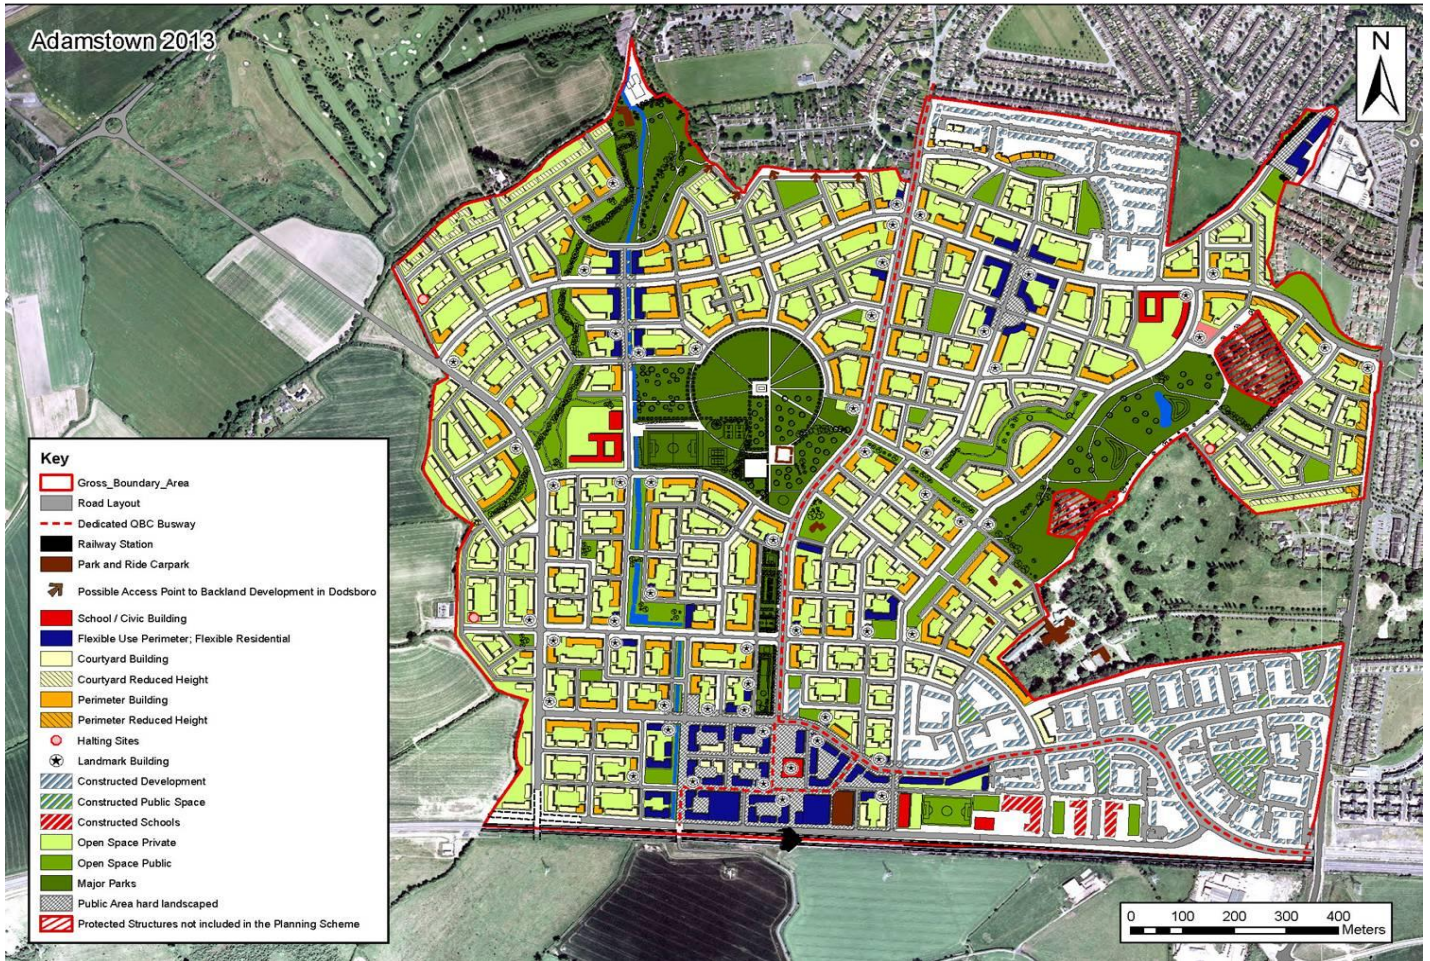 Adamstown 2013
N
Key
Gross_Boundary_Area
Road Layout
Dedicated QBC Busway
Railway Station
Park and Ride Carpark
Possible Access Point to Backland Development in Dodsboro
School / Civic Building
Flexible Use Perimeter; Flexible Residential
Courtyard Building
Courtyard Reduced Height
Perimeter Building
Perimeter Reduced Height
Halting Sites
Landmark Building
Constructed Development
Constructed Public Space
Constructed Schools
Open Space Private
Open Space Public
Major Parks
Public Area hard landscaped
Protected Structures not included in the Planning Scheme
0 100 200 300 400
Meters